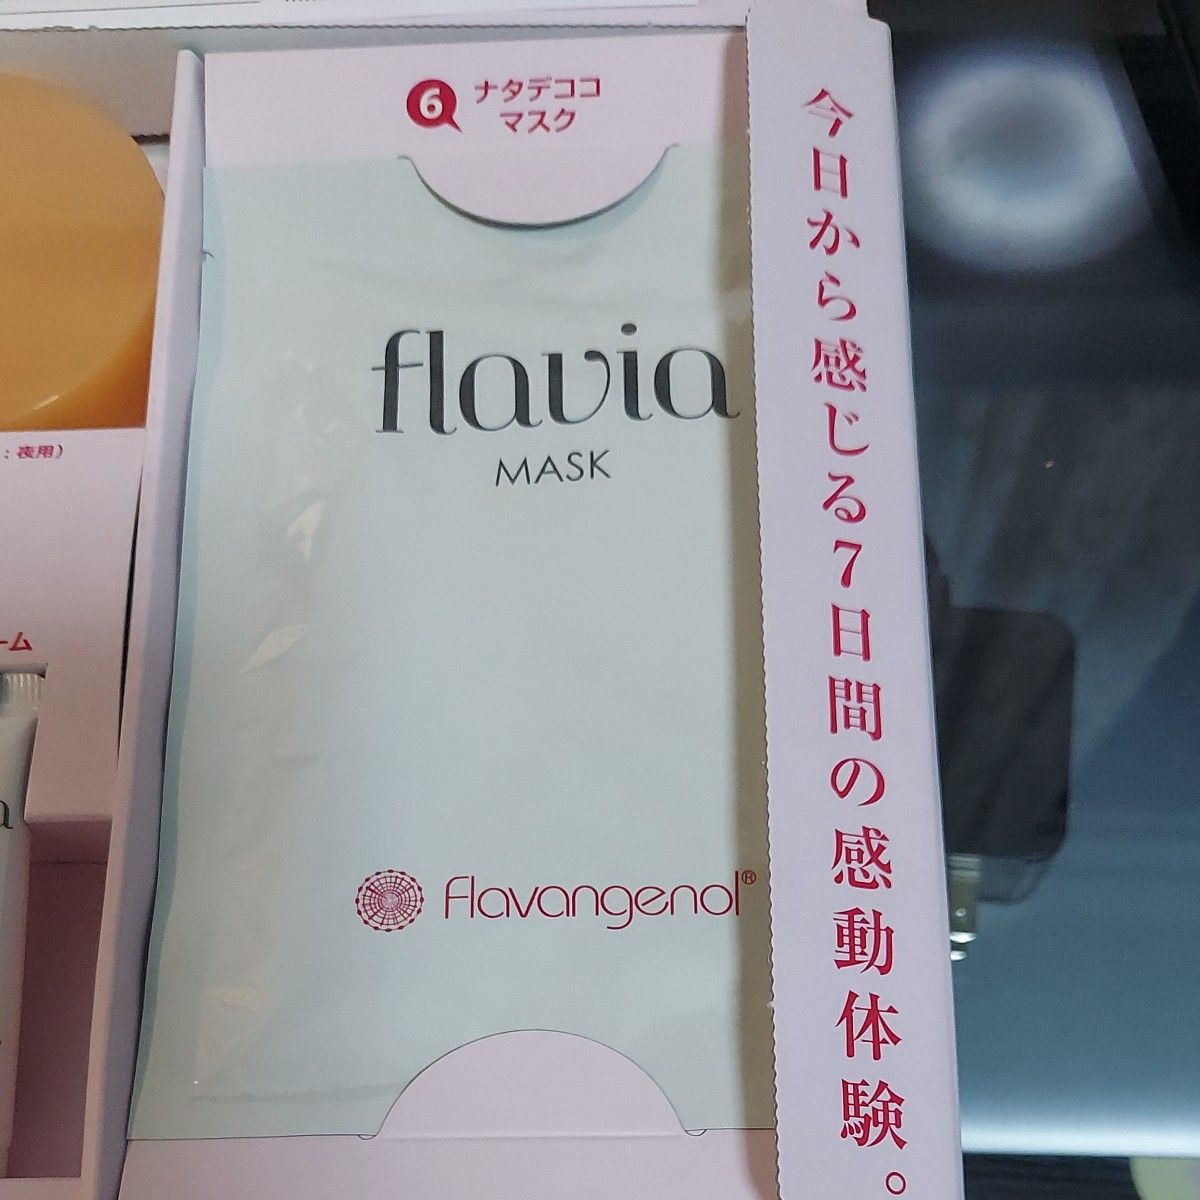 6 ナタデココ
マスク
flavia
MASK
Flavangenol®
今日から感じる7日間の感動体験。
：夜用）
ーム
a